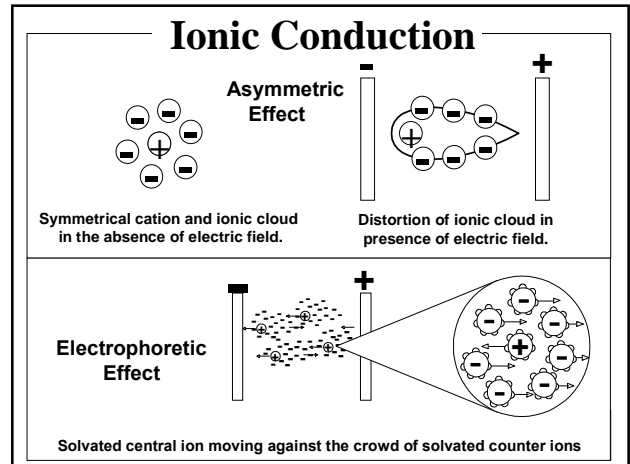 Ionic Conduction
Asymmetric
Effect
- +
Symmetrical cation and ionic cloud
in the absence of electric field.
Distortion of ionic cloud in
presence of electric field.
Electrophoretic
Effect
- +
Solvated central ion moving against the crowd of solvated counter ions